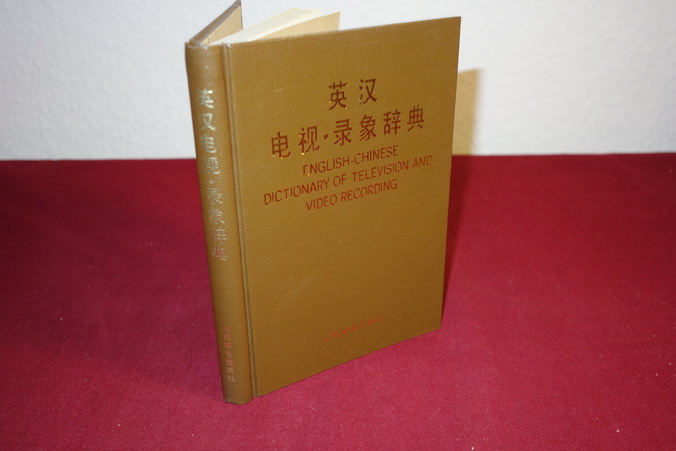 英汉电视·录象辞典
英汉
电视·录象辞典
ENGLISH-CHINESE
DICTIONARY OF TELEVISION AND
VIDEO RECORDING